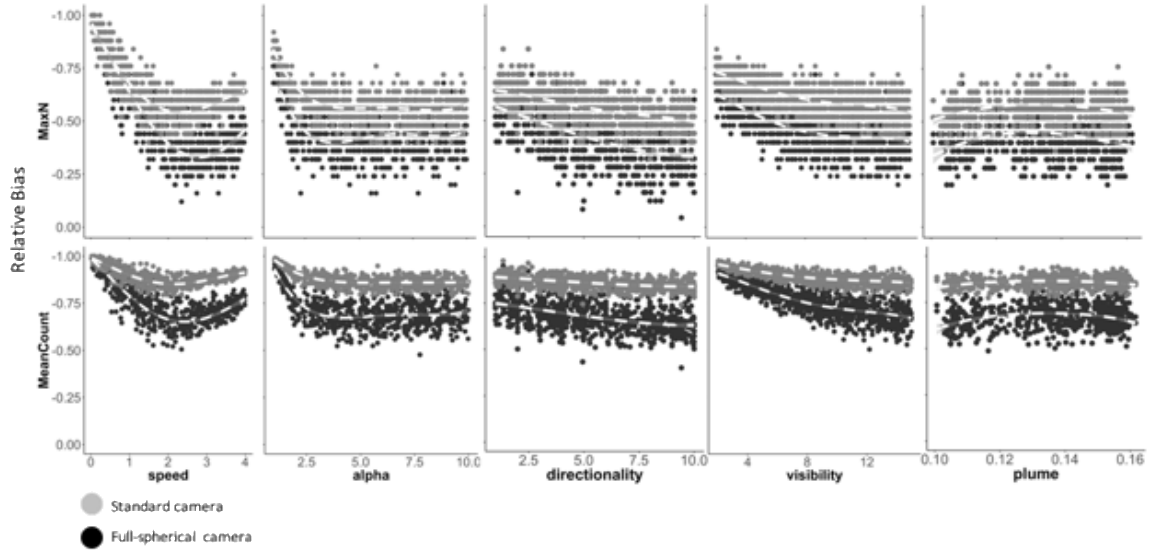 -1.00
-0.75
-0.50
-0.25
0.00
MaxN
Relative Bias
-1.00
-0.75
-0.50
-0.25
0.00
MeanCount
0 1 2 3 4
2.5 5.0 7.5 10.0
2.5 5.0 7.5 10.0
4 8 12
0.10 0.12 0.14 0.16
speed
alpha
directionality
visibility
plume
Standard camera
Full-spherical camera